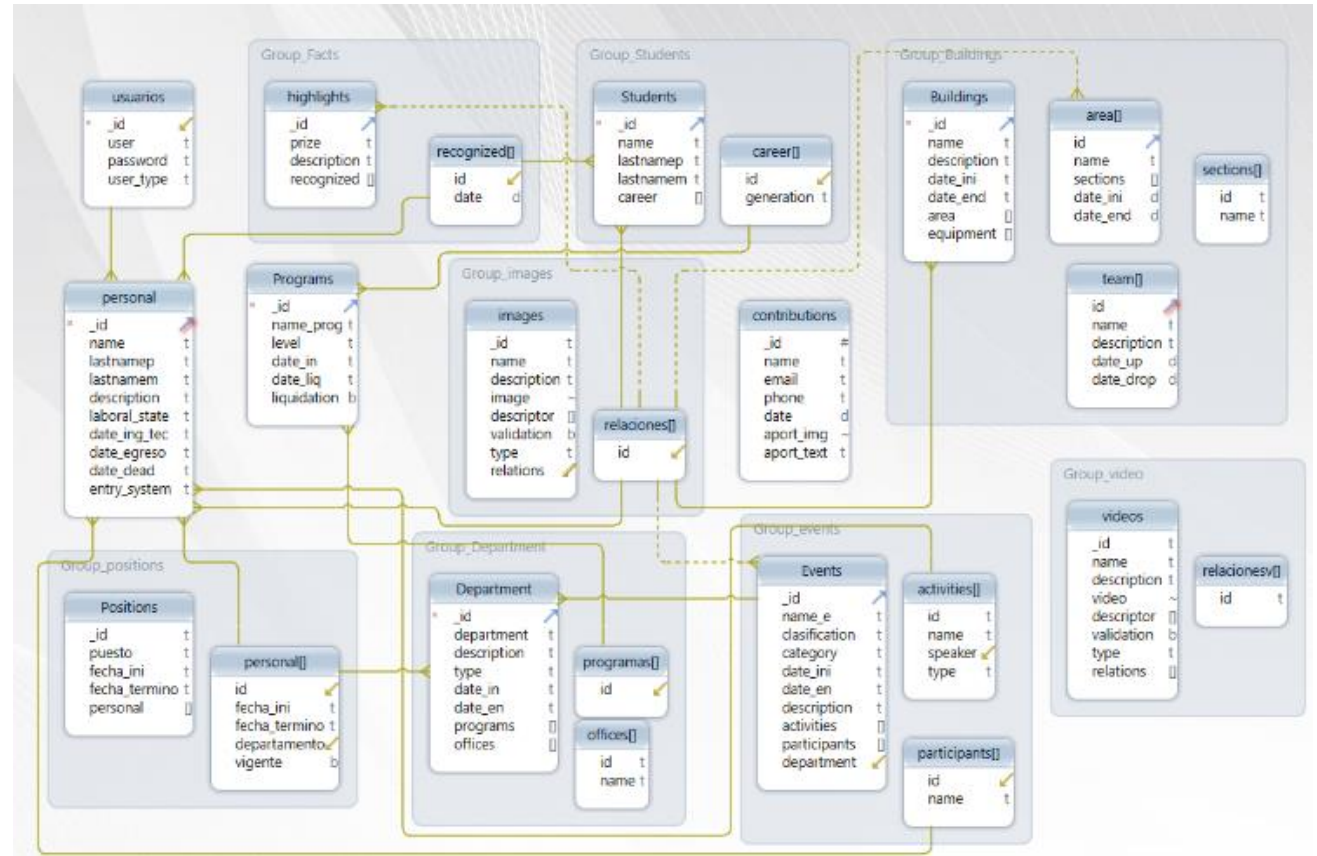 Group_Facts
Group_Students
Group_Buildings
usuarios
_id
user t
password t
user_type t
highlights
_id
prize t
description t
recognized []
recognized[]
id
date d
Students
_id
name t
lastnamep t
lastnamem t
career []
career[]
id
generation t
Buildings
_id
name t
description t
date_ini t
date_end t
area []
equipment []
area[]
id
name t
sections []
date_ini d
date_end d
sections[]
id t
name t
team[]
id
name t
description t
date_up d
date_drop d
personal
_id
name t
lastnamep t
lastnamem t
description t
laboral_state t
date_ing_tec t
date_egreso t
date_dead t
entry_system t
Programs
_id
name_prog t
level t
date_in t
date_liq t
liquidation b
Group_images
images
_id t
name t
description t
image ~
descriptor []
validation b
type t
relations
relaciones[]
id
contributions
_id #
name t
email t
phone t
date d
aport_img ~
aport_text t
Group_video
videos
_id t
name t
description t
video ~
descriptor []
validation b
type t
relations []
relacionesv[]
id t
Group_positions
Positions
_id t
puesto t
fecha_ini t
fecha_termino t
personal []
personal[]
id
fecha_ini t
fecha_termino t
departamento
vigente b
Group_Department
Department
_id
department t
description t
type t
date_in t
date_en t
programs []
offices []
programas[]
id
offices[]
id t
name t
Group_events
Events
_id
name_e t
clasification t
category t
date_ini t
date_en t
description t
activities []
participants []
department
activities[]
id t
name t
speaker
type t
participants[]
id
name t